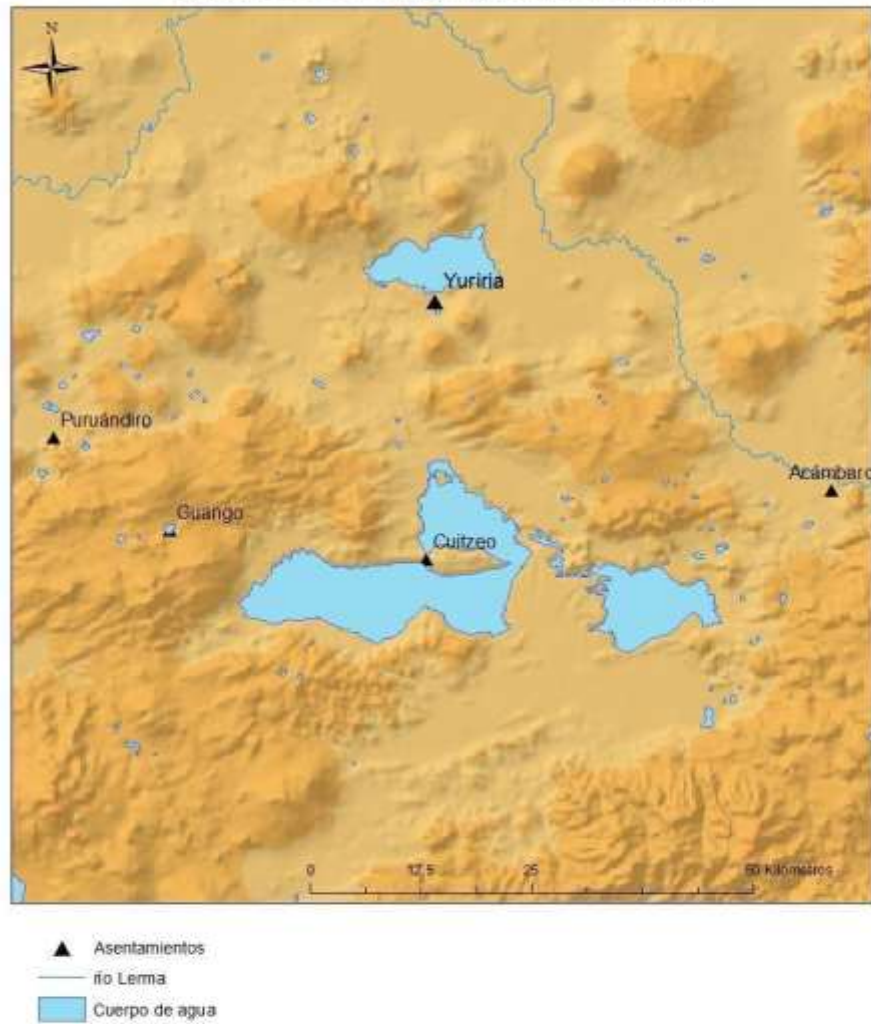 N
Yuriria
Puruándiro
Acámbaro
Guango
Cuitzeo
0 12,5 25 50 Kilómetros
Asentamientos
río Lerma
Cuerpo de agua